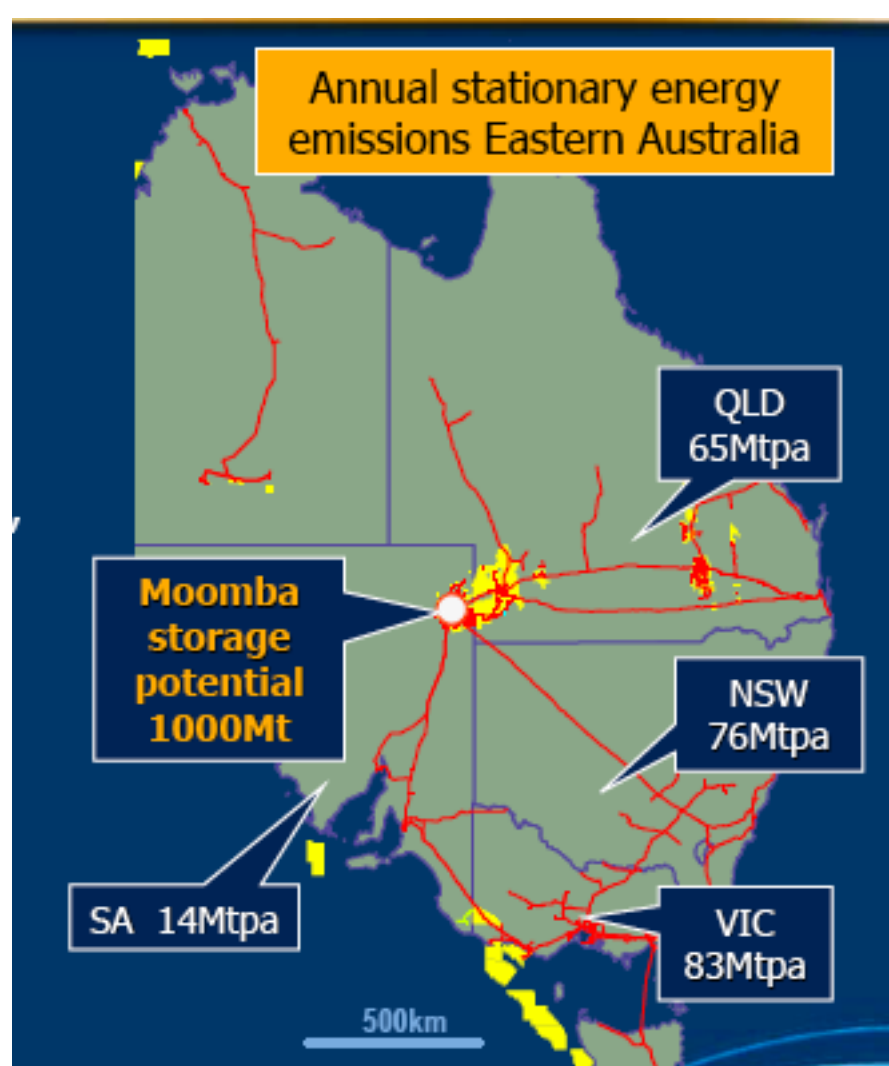 Annual stationary energy
emissions Eastern Australia
QLD
65Mtpa
Moomba
storage
potential
1000Mt
NSW
76Mtpa
SA 14Mtpa
VIC
83Mtpa
500km